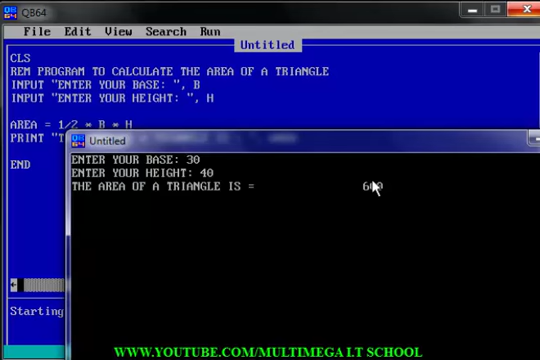 QB64
File Edit View Search Run
Untitled
CLS
REM PROGRAM TO CALCULATE THE AREA OF A TRIANGLE
INPUT "ENTER YOUR BASE: ", B
INPUT "ENTER YOUR HEIGHT: ", H
AREA = 1/2 * B * H
PRINT
END
Untitled
ENTER YOUR BASE: 30
ENTER YOUR HEIGHT: 40
THE AREA OF A TRIANGLE IS = 600
Starting
WWW.YOUTUBE.COM/MULTIMEGA I.T SCHOOL